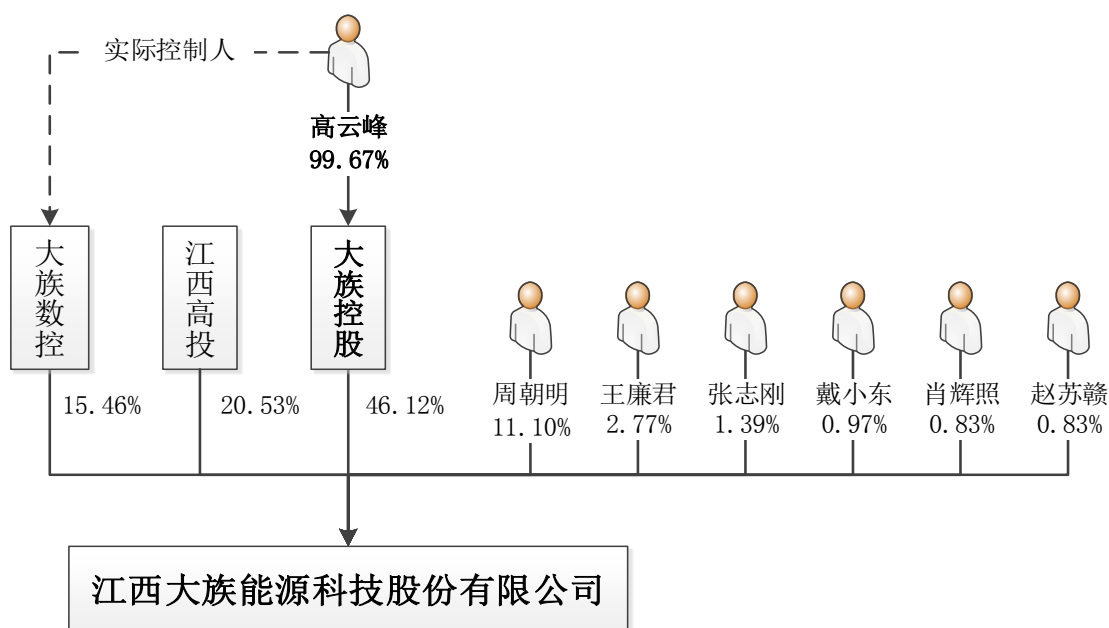 实际控制人
高云峰
99.67%
大族数控
江西高投
大族控股
15.46%
20.53%
46.12%
周朝明
11.10%
王廉君
2.77%
张志刚
1.39%
戴小东
0.97%
肖辉照
0.83%
赵苏赣
0.83%
江西大族能源科技股份有限公司